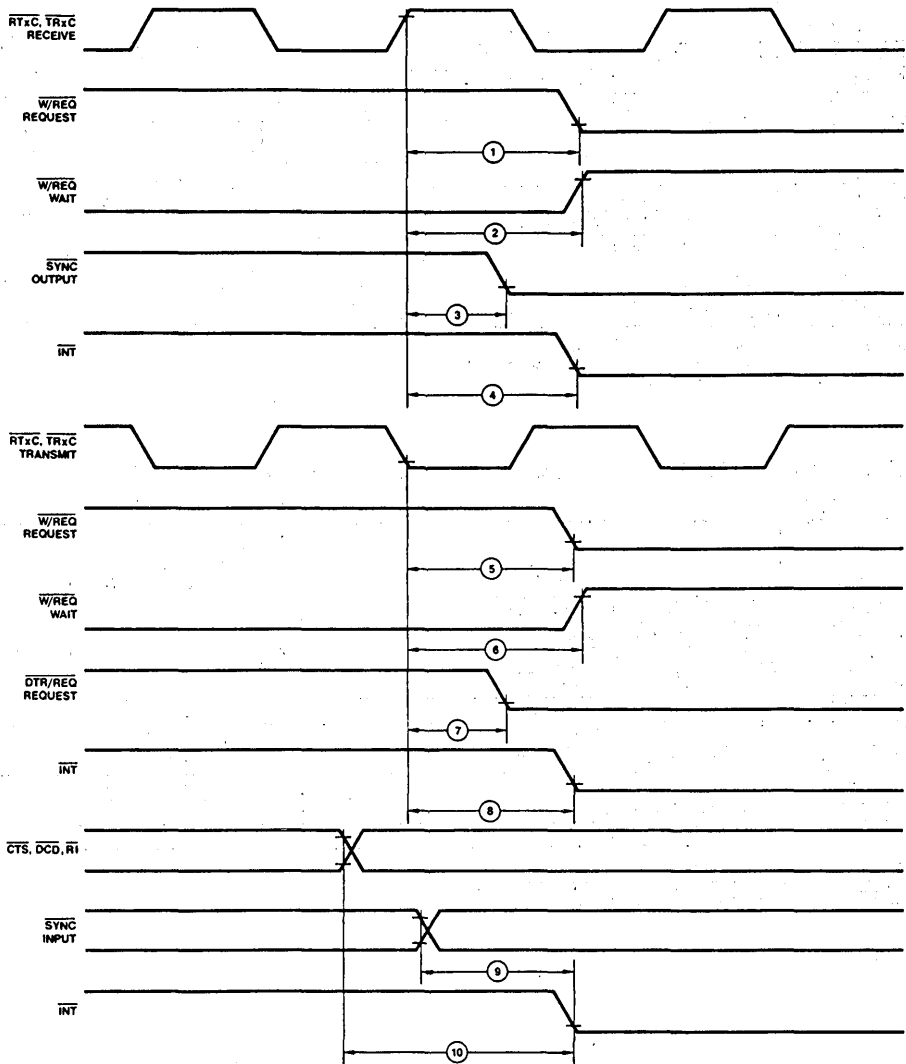 RTxC, TRxC
RECEIVE
W/REQ
REQUEST
1
W/REQ
WAIT
2
SYNC
OUTPUT
3
INT
4
RTxC, TRxC
TRANSMIT
W/REQ
REQUEST
5
W/REQ
WAIT
6
DTR/REQ
REQUEST
7
INT
8
CTS, DCD, RI
SYNC
INPUT
9
INT
10